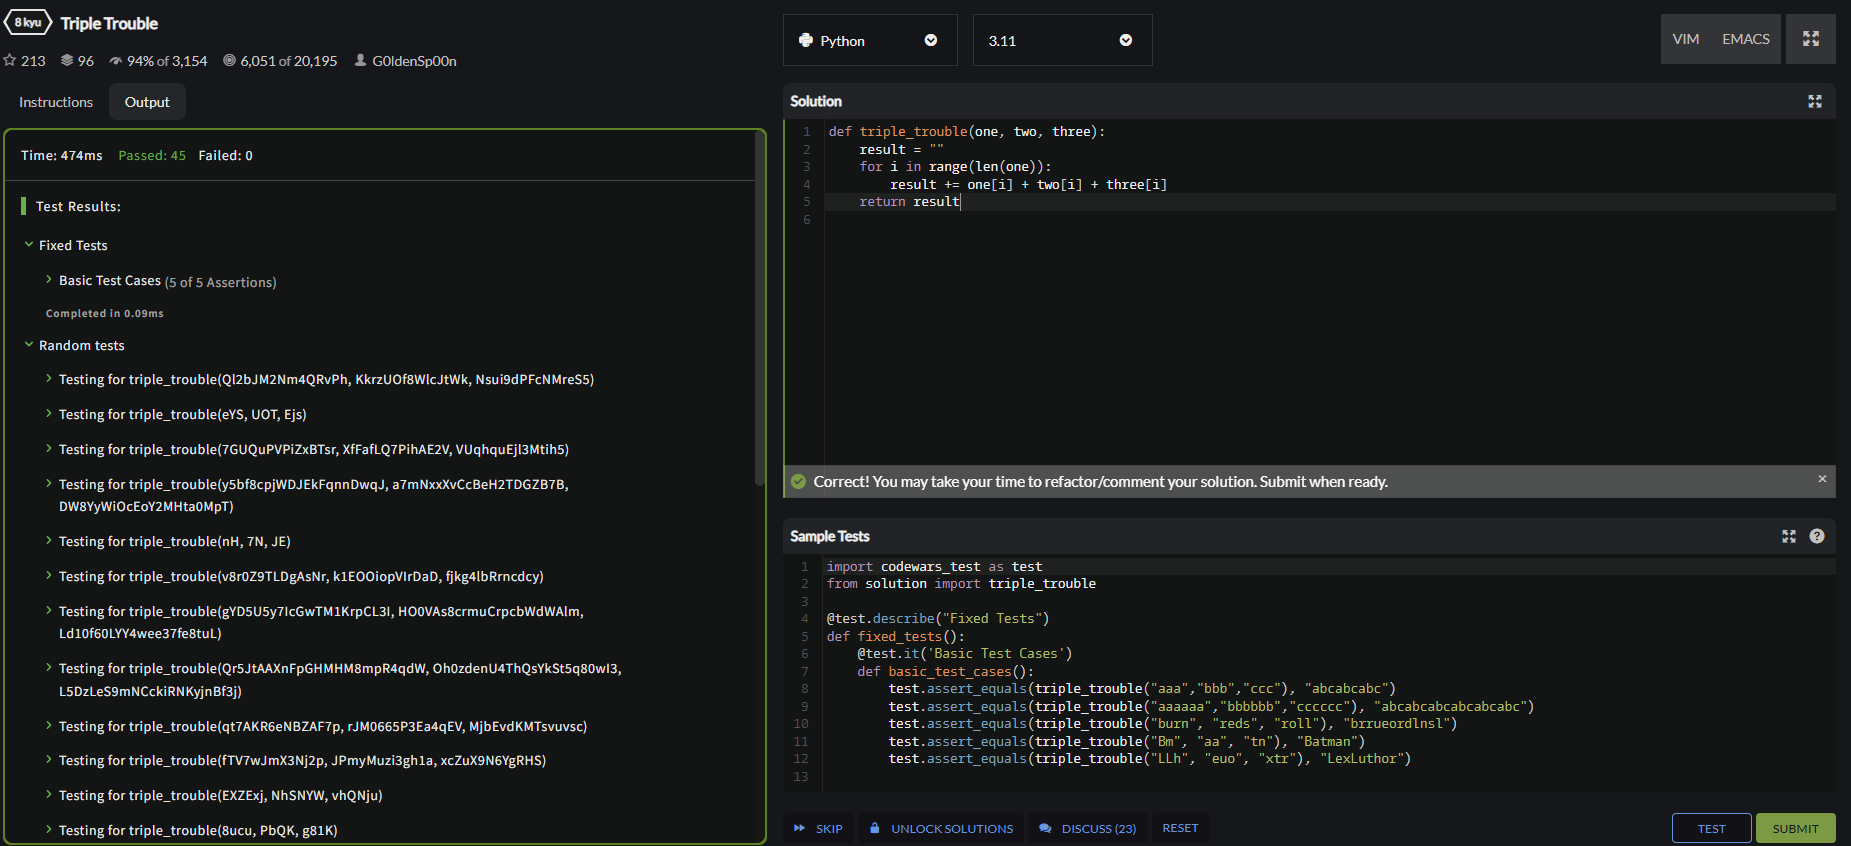 8 kyu Triple Trouble
213 96 94% of 3,154 6,051 of 20,195 G0ldenSp00n
Instructions Output
Time: 474ms Passed: 45 Failed: 0
Test Results:
Fixed Tests
Basic Test Cases (5 of 5 Assertions)
Completed in 0.09ms
Random tests
Testing for triple_trouble(Ql2bJM2Nm4QRvPh, KkrzUOf8WlcJtWk, Nsui9dPFcNMreS5)
Testing for triple_trouble(eYS, UOT, Ejs)
Testing for triple_trouble(7GUQuPVPiZxBTsr, XfFafLQ7PihAE2V, VUqhquEjl3Mtih5)
Testing for triple_trouble(y5bf8cpjWDJEkFqnnDwqJ, a7mNxxXvCcBeH2TDGZB7B,
DW8YyWiOcEoY2MHta0MpT)
Testing for triple_trouble(nH, 7N, JE)
Testing for triple_trouble(v8r0Z9TLDgAsNr, k1EOOiopVIrDaD, fjkg4lbRrncdcy)
Testing for triple_trouble(gYD5U5y7IcGwTM1KrpCL3I, HO0VAs8crmuCrpcbWdWAlm,
Ld10f60LYY4wee37fe8tuL)
Testing for triple_trouble(Qr5JtAAXnFpGHMHM8mpR4qdW, Oh0zdenU4ThQsYkSt5q80wI3,
L5DzLeS9mNCckiRNKyjnBf3j)
Testing for triple_trouble(qt7AKR6eNBZAF7p, rJM0665P3Ea4qEV, MjbEvdKMTsvuvsc)
Testing for triple_trouble(fTV7wJmX3Nj2p, JPmyMuzi3gh1a, xcZuX9N6YgRHS)
Testing for triple_trouble(EXZExj, NhSNYW, vhQNju)
Testing for triple_trouble(8ucu, PbQK, g81K)
Python 3.11 VIM EMACS
Solution
1 def triple_trouble(one, two, three):
2 result = ""
3 for i in range(len(one)):
4 result += one[i] + two[i] + three[i]
5 return result
6
Correct! You may take your time to refactor/comment your solution. Submit when ready. ×
Sample Tests ?
1 import codewars_test as test
2 from solution import triple_trouble
3
4 @test.describe("Fixed Tests")
5 def fixed_tests():
6 @test.it('Basic Test Cases')
7 def basic_test_cases():
8 test.assert_equals(triple_trouble("aaa","bbb","ccc"), "abcabcabc")
9 test.assert_equals(triple_trouble("aaaaaa","bbbbbb","cccccc"), "abcabcabcabcabcabc")
10 test.assert_equals(triple_trouble("burn", "reds", "roll"), "brrueordlnsl")
11 test.assert_equals(triple_trouble("Bm", "aa", "tn"), "Batman")
12 test.assert_equals(triple_trouble("LLh", "euo", "xtr"), "LexLuthor")
13
SKIP UNLOCK SOLUTIONS DISCUSS (23) RESET TEST SUBMIT